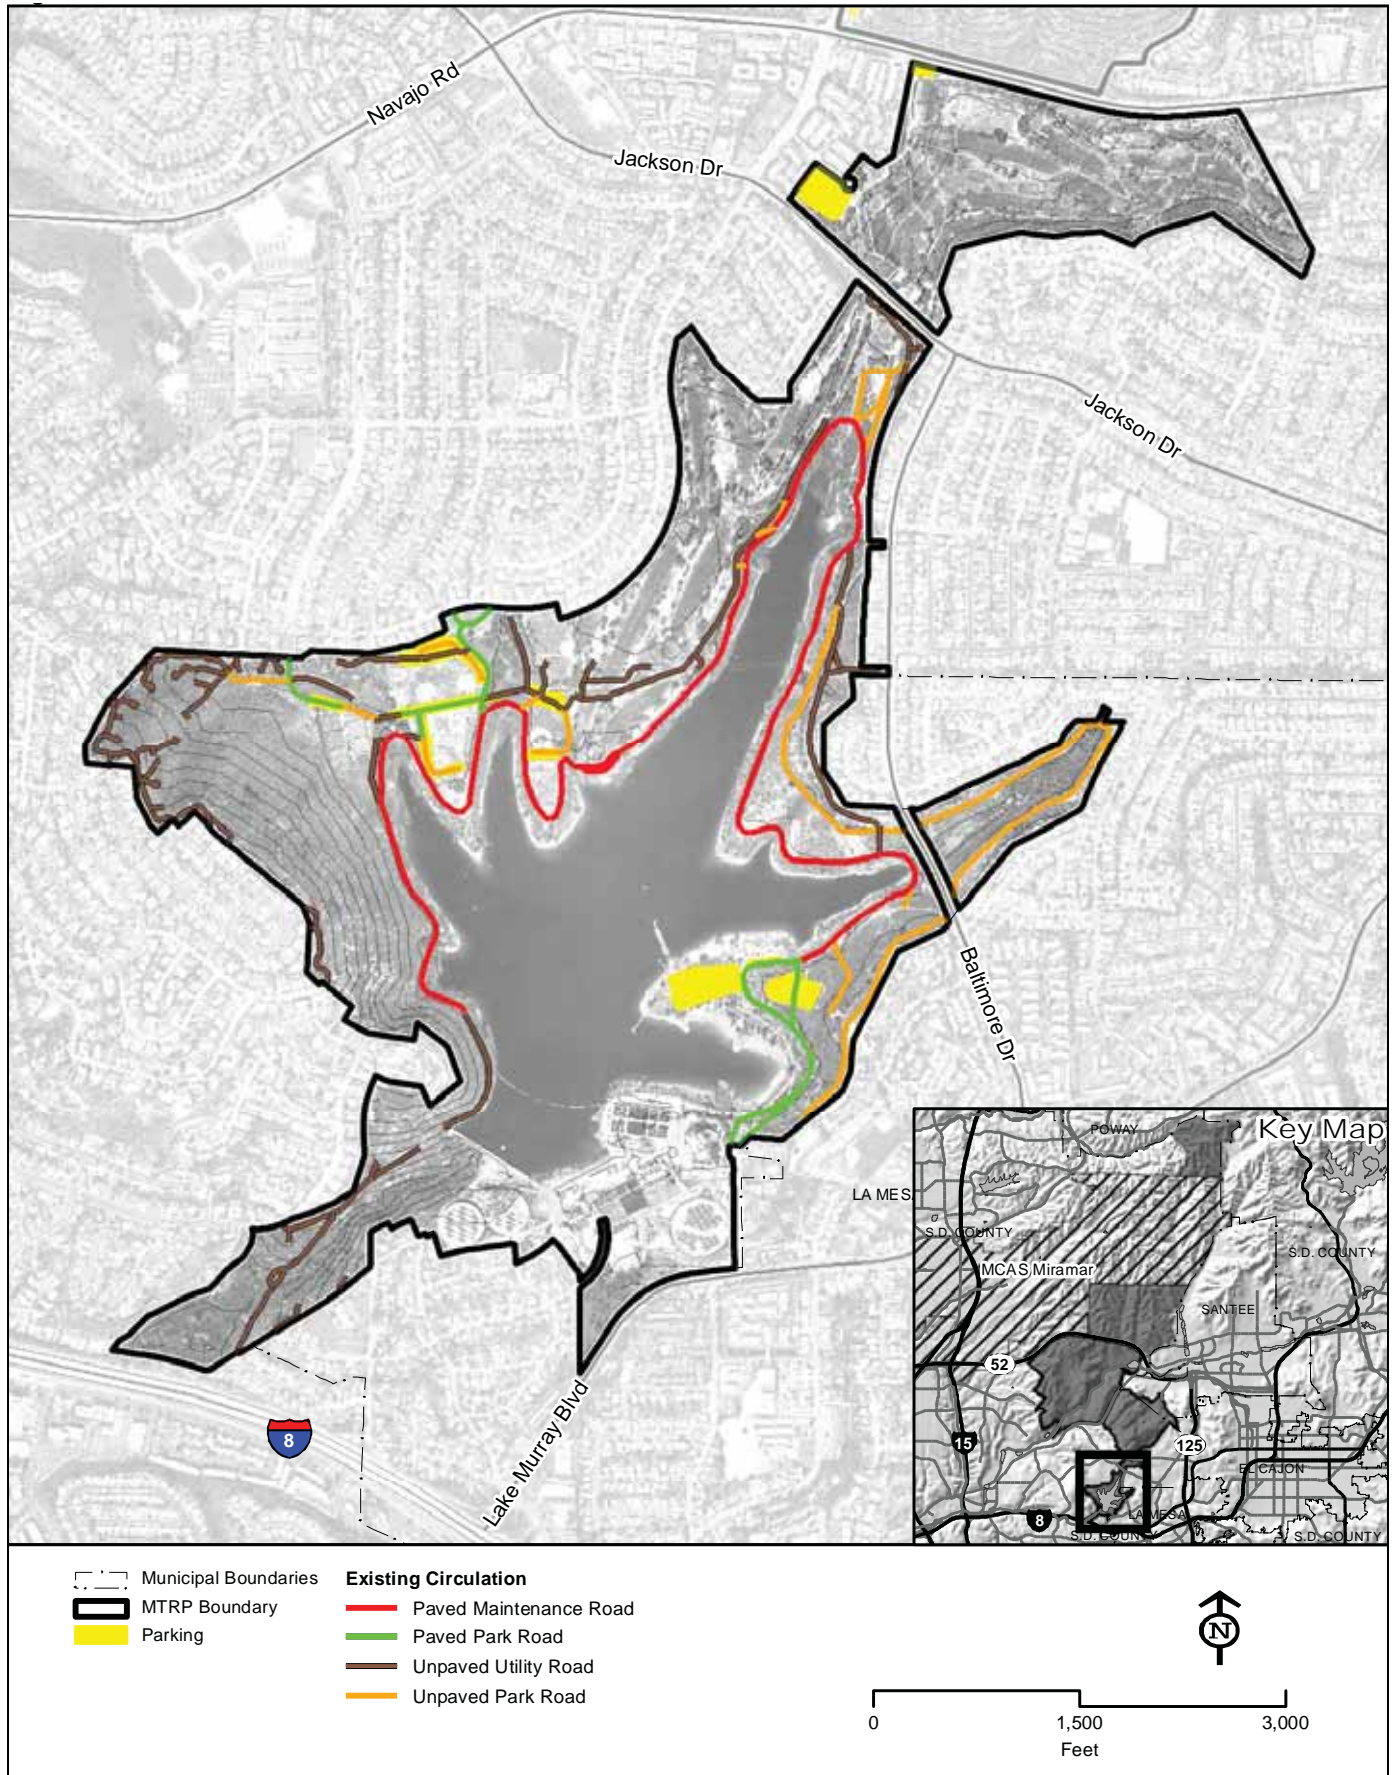 Navajo Rd
Jackson Dr
Jackson Dr
Baltimore Dr
LA MES
Lake Murray Blvd
8
Key Map
POWAY
S.D. COUNTY
S.D. COUNTY
MCAS Miramar
SANTEE
52
15
125
EL CAJON
8
LA MESA
S.D. COUNTY
S.D. COUNTY
Municipal Boundaries
MTRP Boundary
Parking
Existing Circulation
Paved Maintenance Road
Paved Park Road
Unpaved Utility Road
Unpaved Park Road
N
0 1,500 3,000
Feet